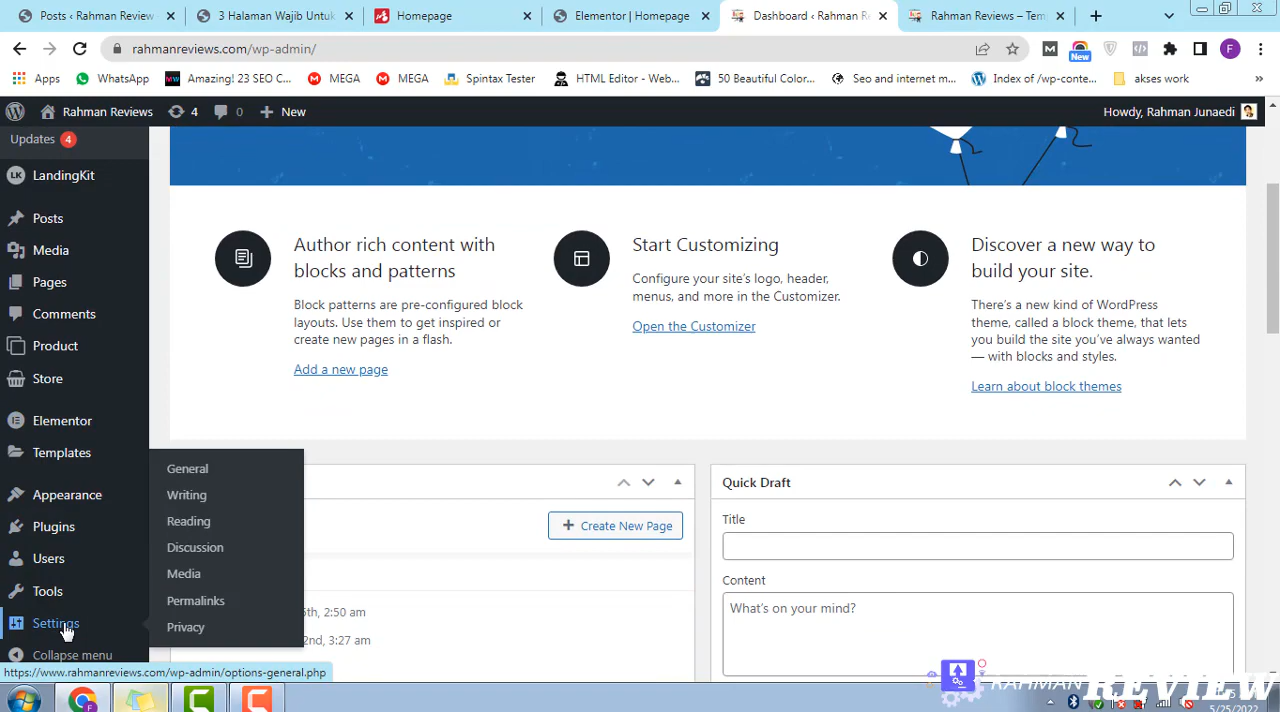 Posts ‹
3 Halaman Wajib Untuk
Homepage
Elementor | Homepage
Dashboard ‹ Rahman Re
Rahman Reviews – Tem
rahmanreviews.com/wp-admin/
New
Apps
WhatsApp
Amazing! 23 SEO C...
MEGA
MEGA
Spintax Tester
HTML Editor - Web...
50 Beautiful Color...
Seo and internet m...
Index of /wp-conte...
akses work
»
Rahman Reviews
4
0
New
Howdy, Rahman Junaedi
Updates 4
LK LandingKit
Posts
Media
Pages
Comments
Product
Store
Elementor
Templates
Appearance
Plugins
Users
Tools
Settings
Collapse menu
General
Writing
Reading
Discussion
Media
Permalinks
Privacy
Author rich content with
blocks and patterns
Block patterns are pre-configured block
layouts. Use them to get inspired or
create new pages in a flash.
Add a new page
Start Customizing
Configure your site's logo, header,
menus, and more in the Customizer.
Open the Customizer
Discover a new way to
build your site.
There's a new kind of WordPress
theme, called a block theme, that lets
you build the site you've always wanted
— with blocks and styles.
Learn about block themes
Create New Page
5th, 2:50 am
2nd, 3:27 am
Quick Draft
Title
Content
What's on your mind?
https://www.rahmanreviews.com/wp-admin/options-general.php
RAHMAN REVIEW
5/25/2022